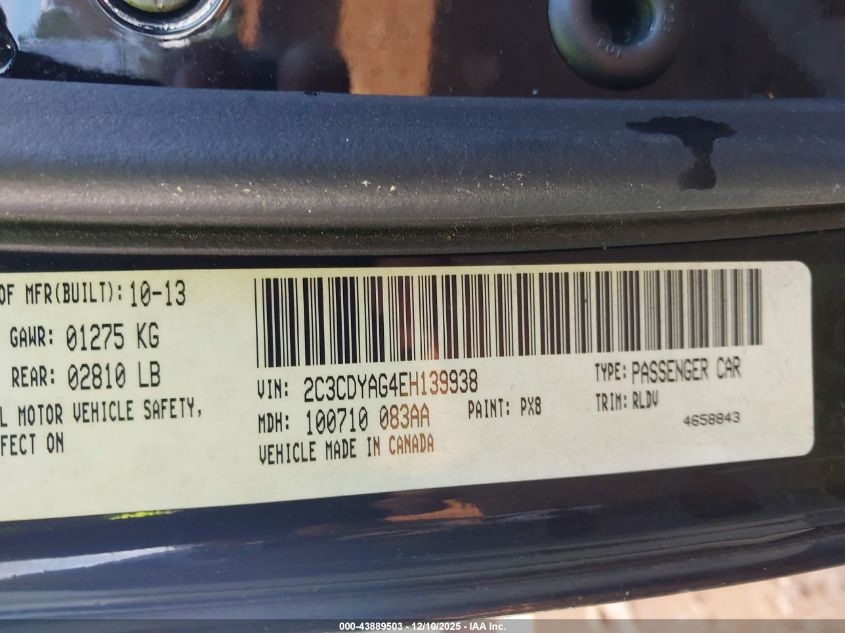 OF MFR(BUILT): 10-13
GAWR: 01275 KG
REAR: 02810 LB
MOTOR VEHICLE SAFETY,
FECT ON
VIN: 2C3CDYAG4EH139938
TYPE: PASSENGER CAR
MDH: 100710 083AA
PAINT: PX8
TRIM: RLDV
4658843
VEHICLE MADE IN CANADA
000-43889503 - 12/10/2025 - IAA Inc.